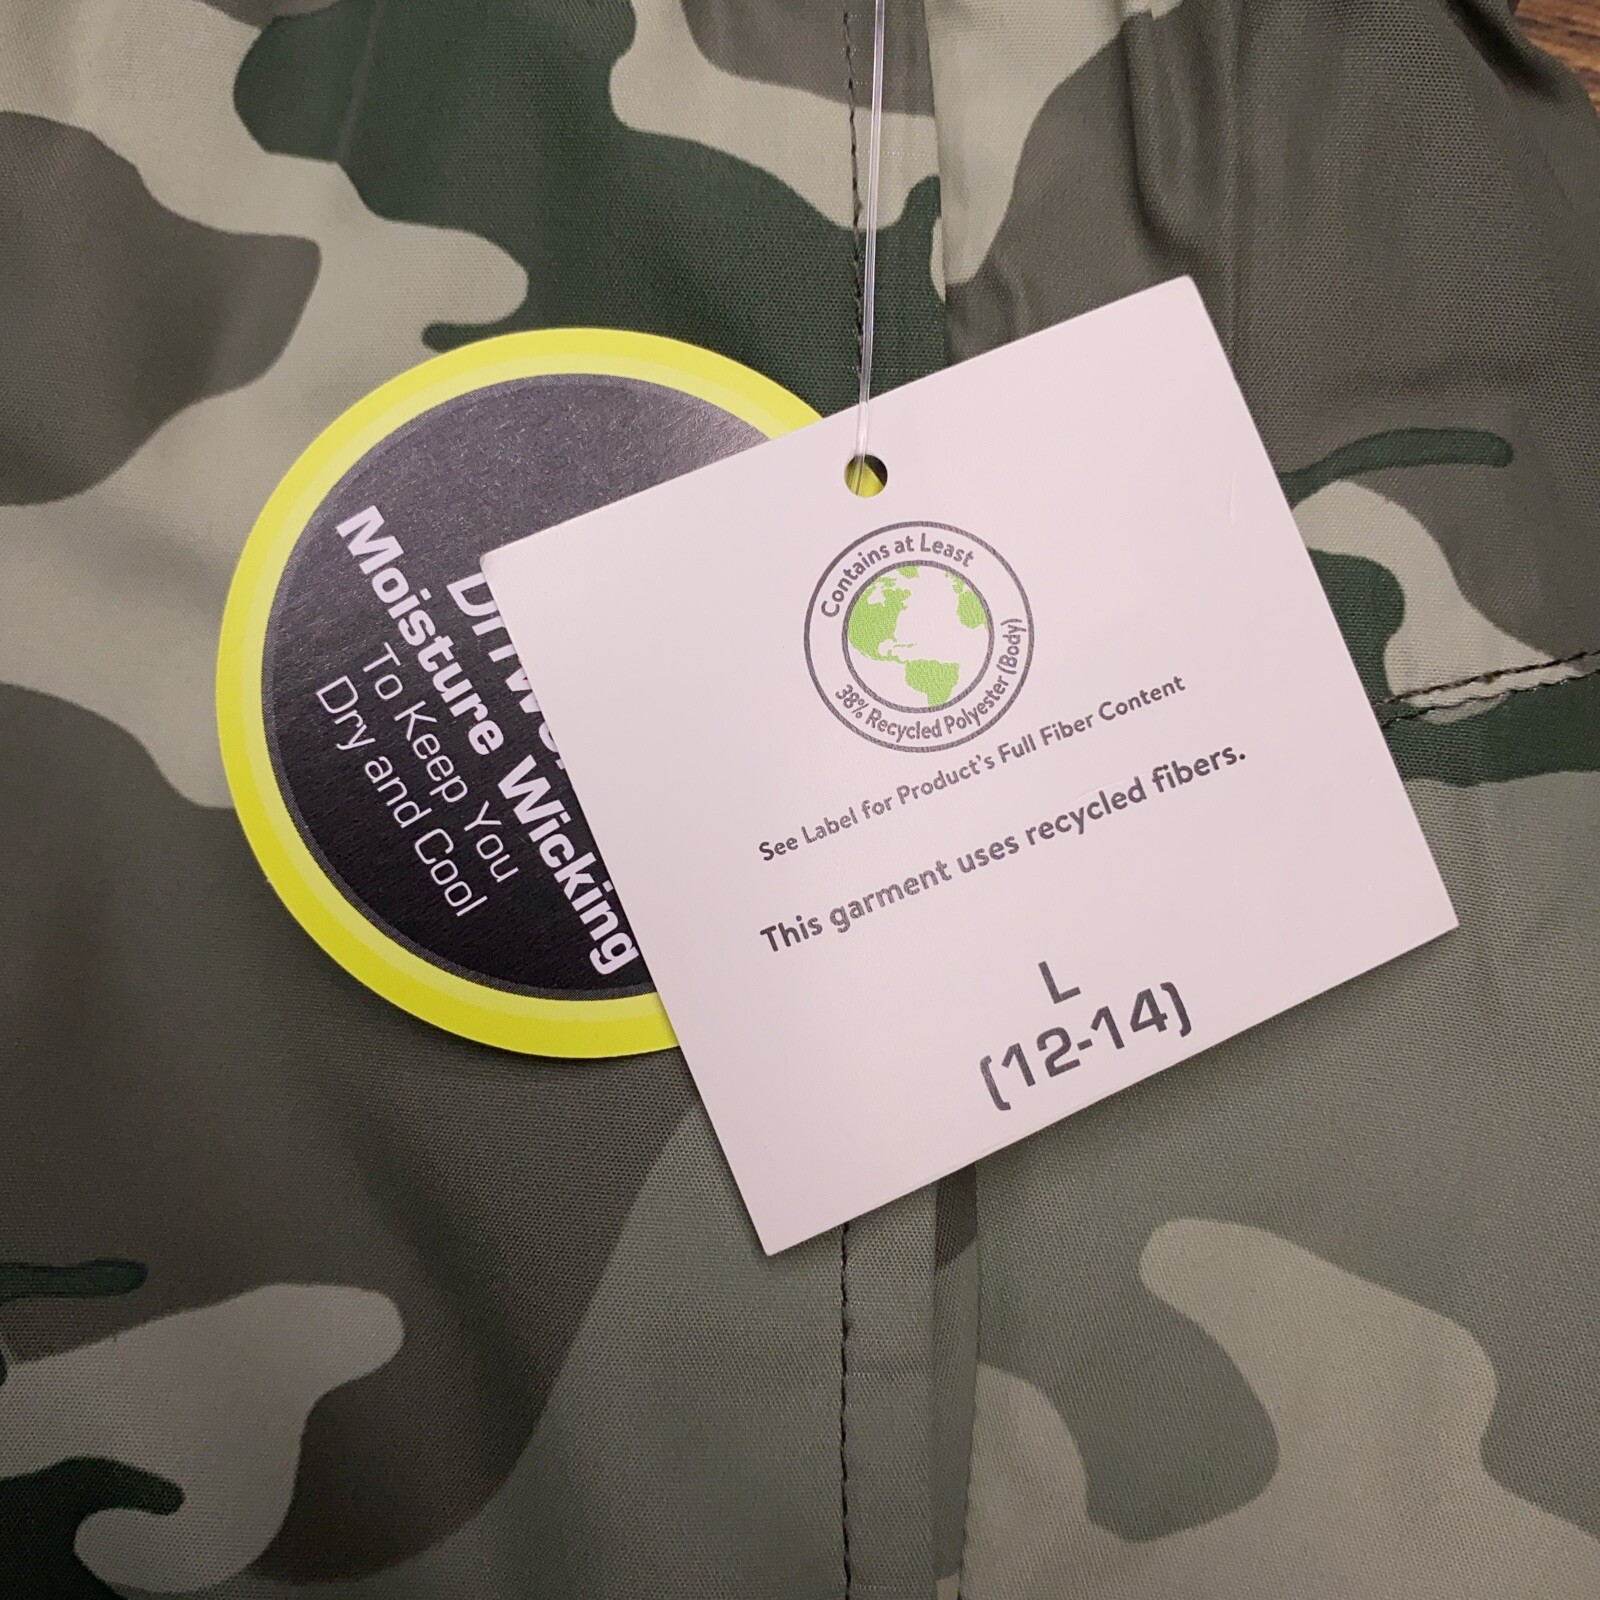 Moisture Wicking
To Keep You
Dry and Cool
Contains at Least
38% Recycled Polyester (Body)
See Label for Product's Full Fiber Content
This garment uses recycled fibers.
L
(12-14)